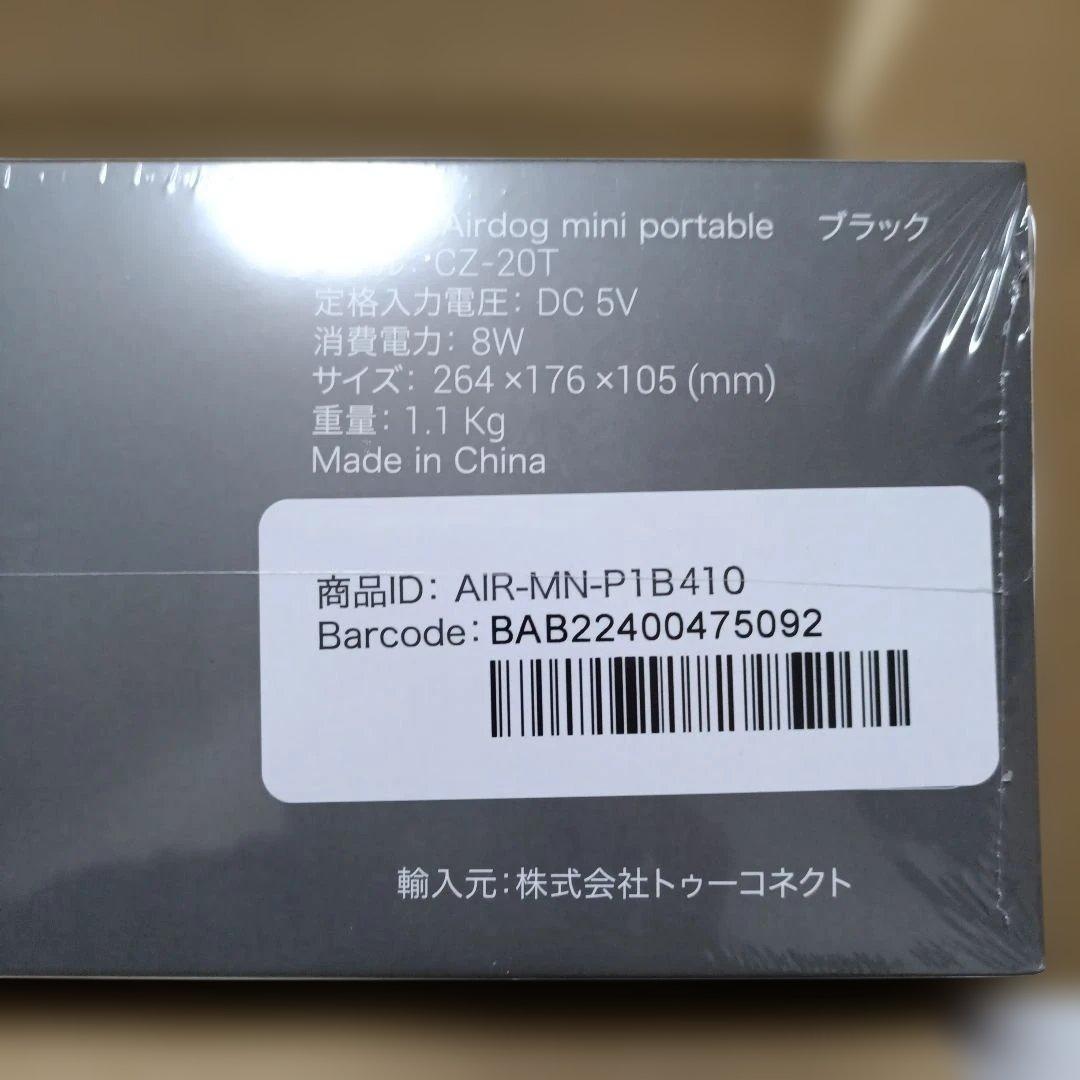 Airdog mini portable ブラック
CZ-20T
定格入力電圧: DC 5V
消費電力: 8W
サイズ: 264×176×105 (mm)
重量: 1.1 Kg
Made in China
商品ID: AIR-MN-P1B410
Barcode: BAB22400475092
輸入元:株式会社トゥーコネクト